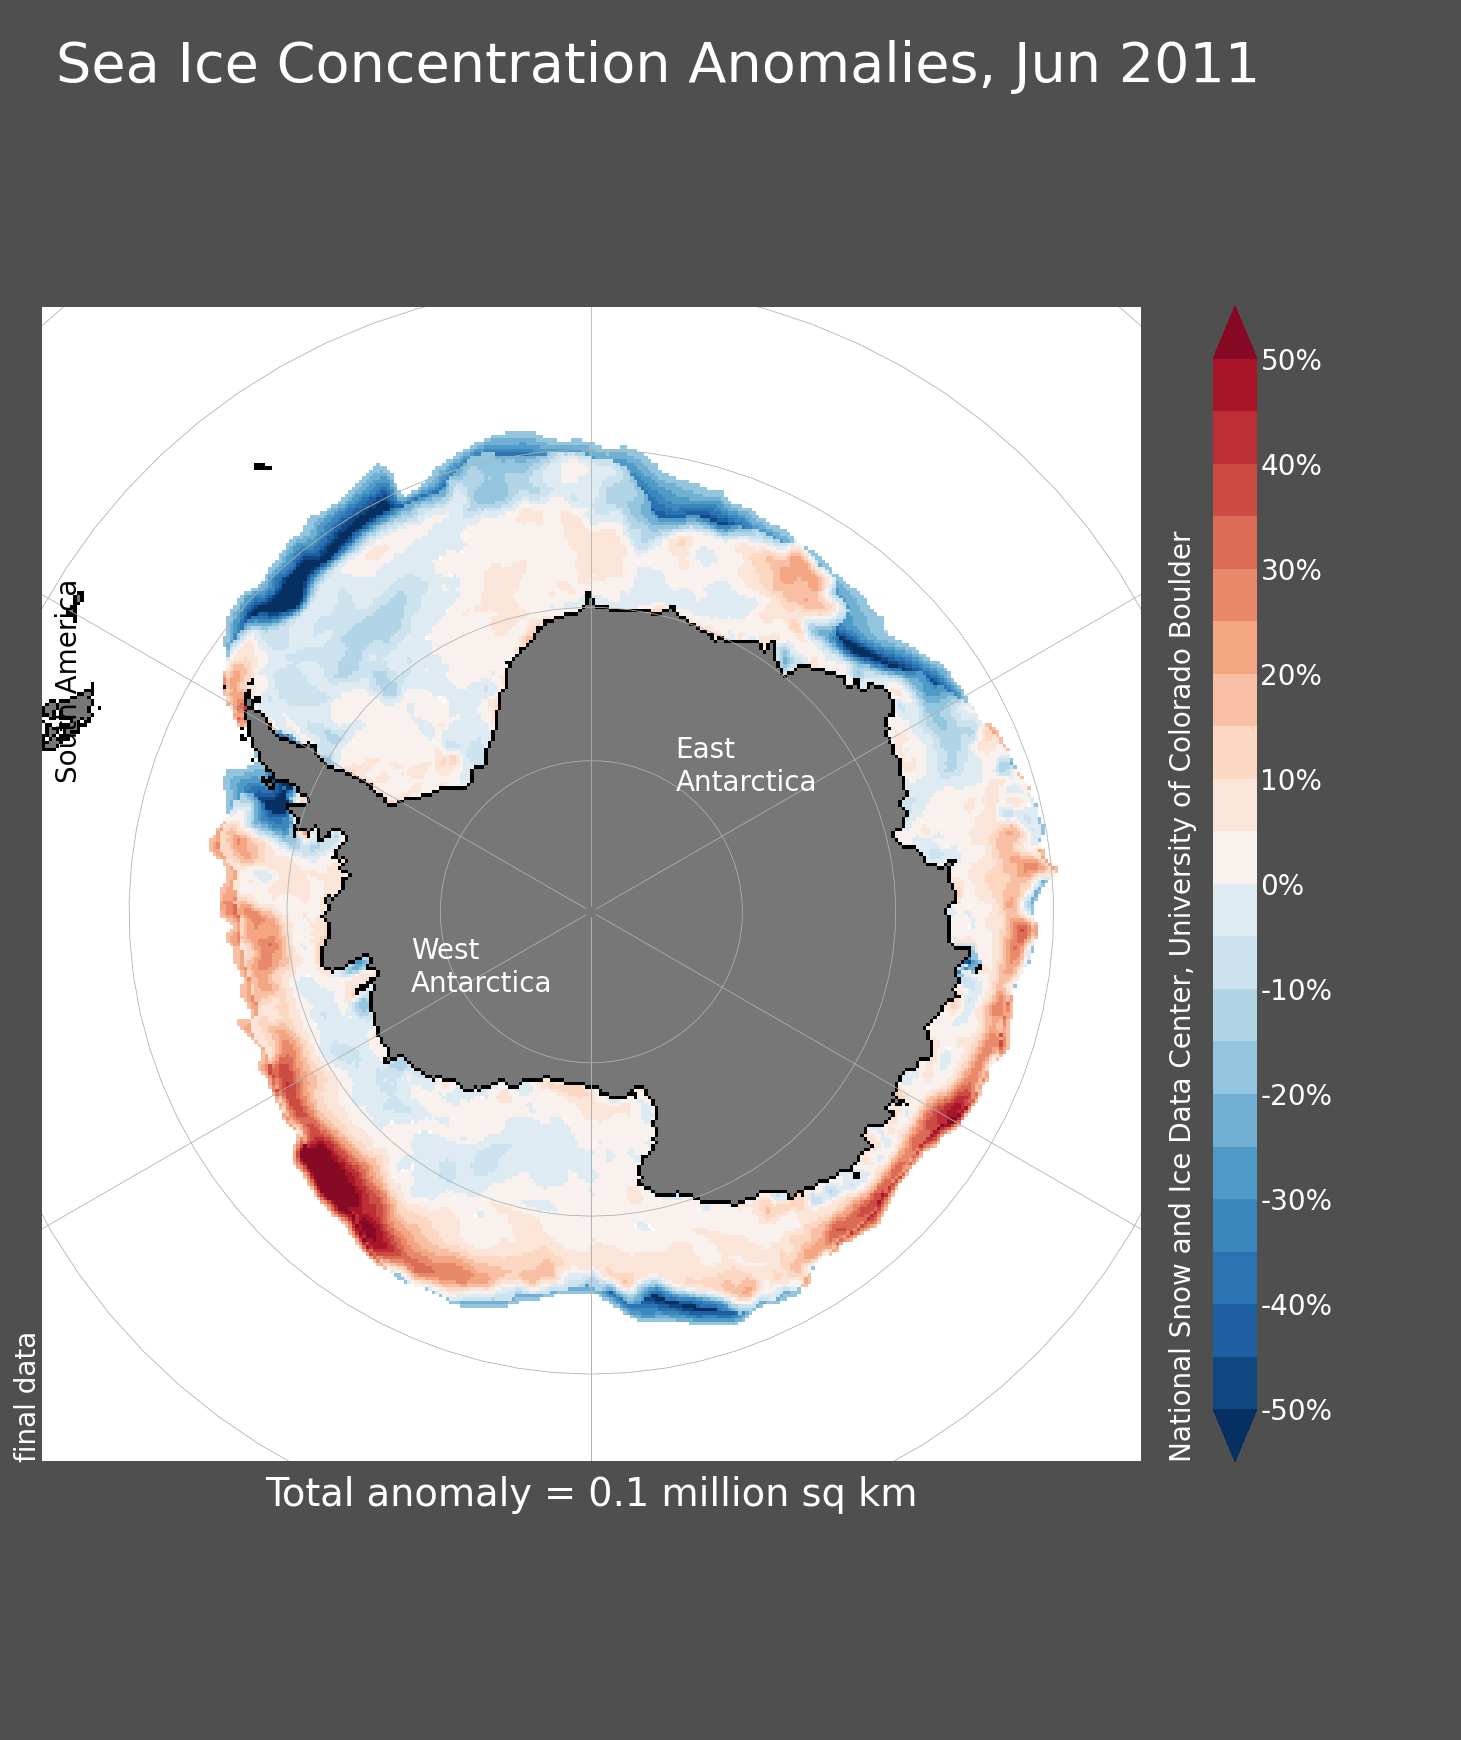 Sea Ice Concentration Anomalies, Jun 2011
South America
East
Antarctica
West
Antarctica
final data
National Snow and Ice Data Center, University of Colorado Boulder
50%
40%
30%
20%
10%
0%
-10%
-20%
-30%
-40%
-50%
Total anomaly = 0.1 million sq km